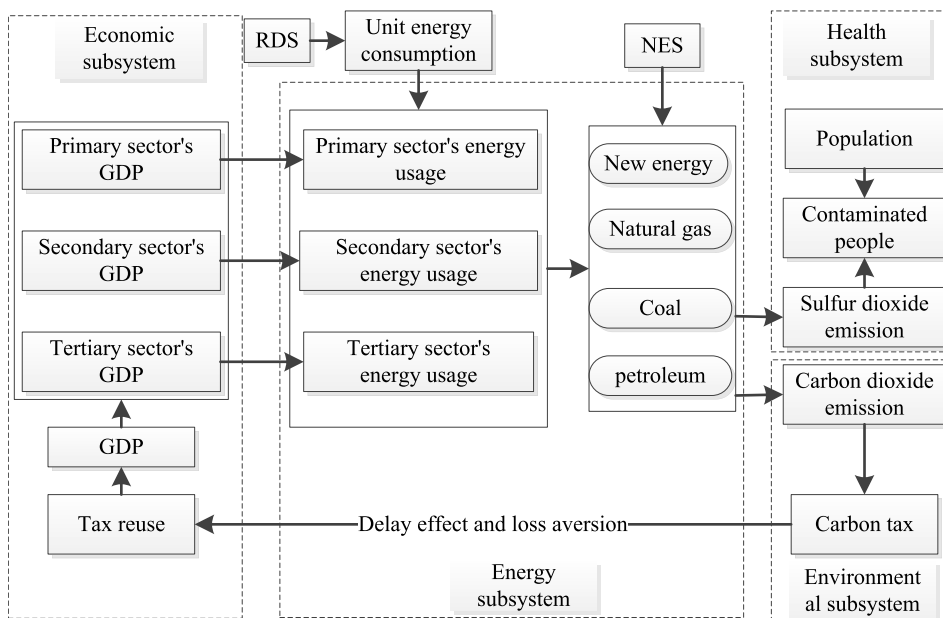 Economic
subsystem
RDS
Unit energy
consumption
NES
Health
subsystem
Primary sector's
GDP
Primary sector's energy
usage
New energy
Population
Secondary sector's
GDP
Secondary sector's
energy usage
Natural gas
Contaminated
people
Tertiary sector's
GDP
Tertiary sector's
energy usage
Coal
petroleum
Sulfur dioxide
emission
Carbon dioxide
emission
GDP
Tax reuse
Delay effect and loss aversion
Carbon tax
Energy
subsystem
Environment
al subsystem